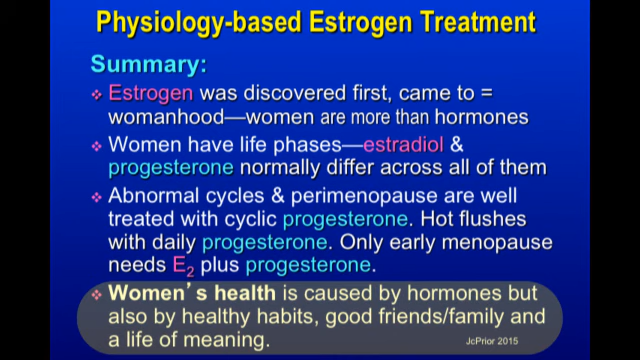 Physiology-based Estrogen Treatment
Summary:
❖ Estrogen was discovered first, came to =
womanhood—women are more than hormones
❖ Women have life phases—estradiol &
progesterone normally differ across all of them
❖ Abnormal cycles & perimenopause are well
treated with cyclic progesterone. Hot flushes
with daily progesterone. Only early menopause
needs E₂ plus progesterone.
❖ Women's health is caused by hormones but
also by healthy habits, good friends/family and
a life of meaning.
JcPrior 2015